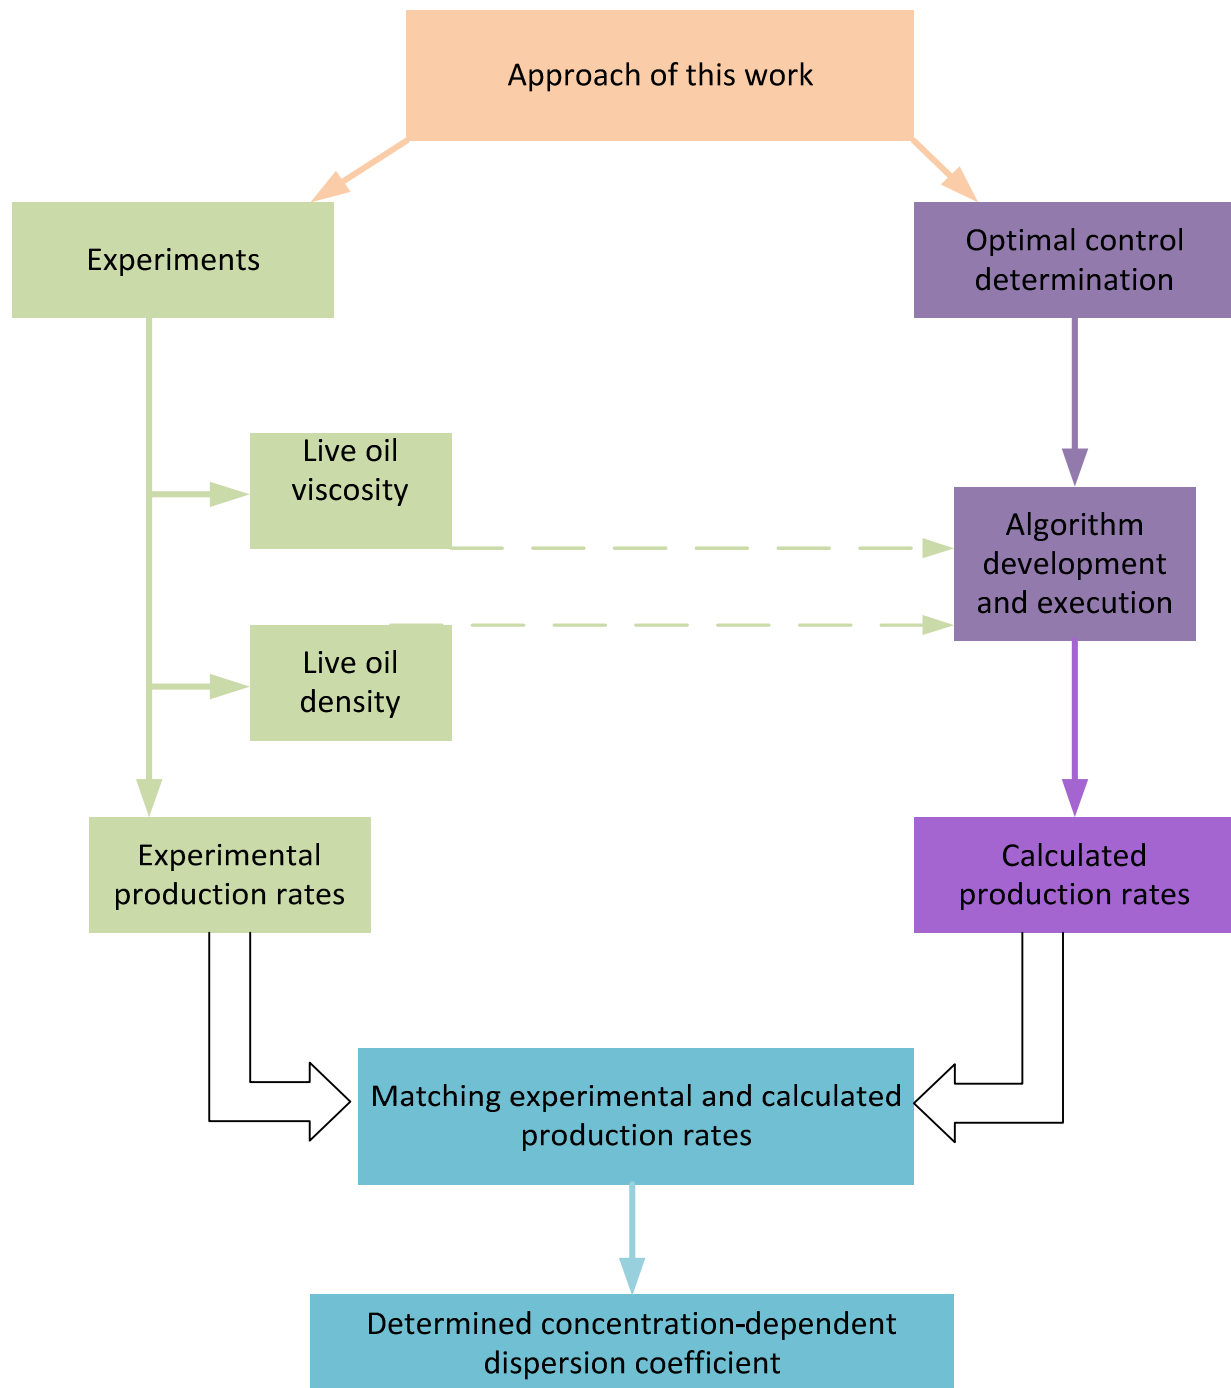 Approach of this work
Experiments
Optimal control
determination
Live oil
viscosity
Algorithm
development
and execution
Live oil
density
Experimental
production rates
Calculated
production rates
Matching experimental and calculated
production rates
Determined concentration-dependent
dispersion coefficient